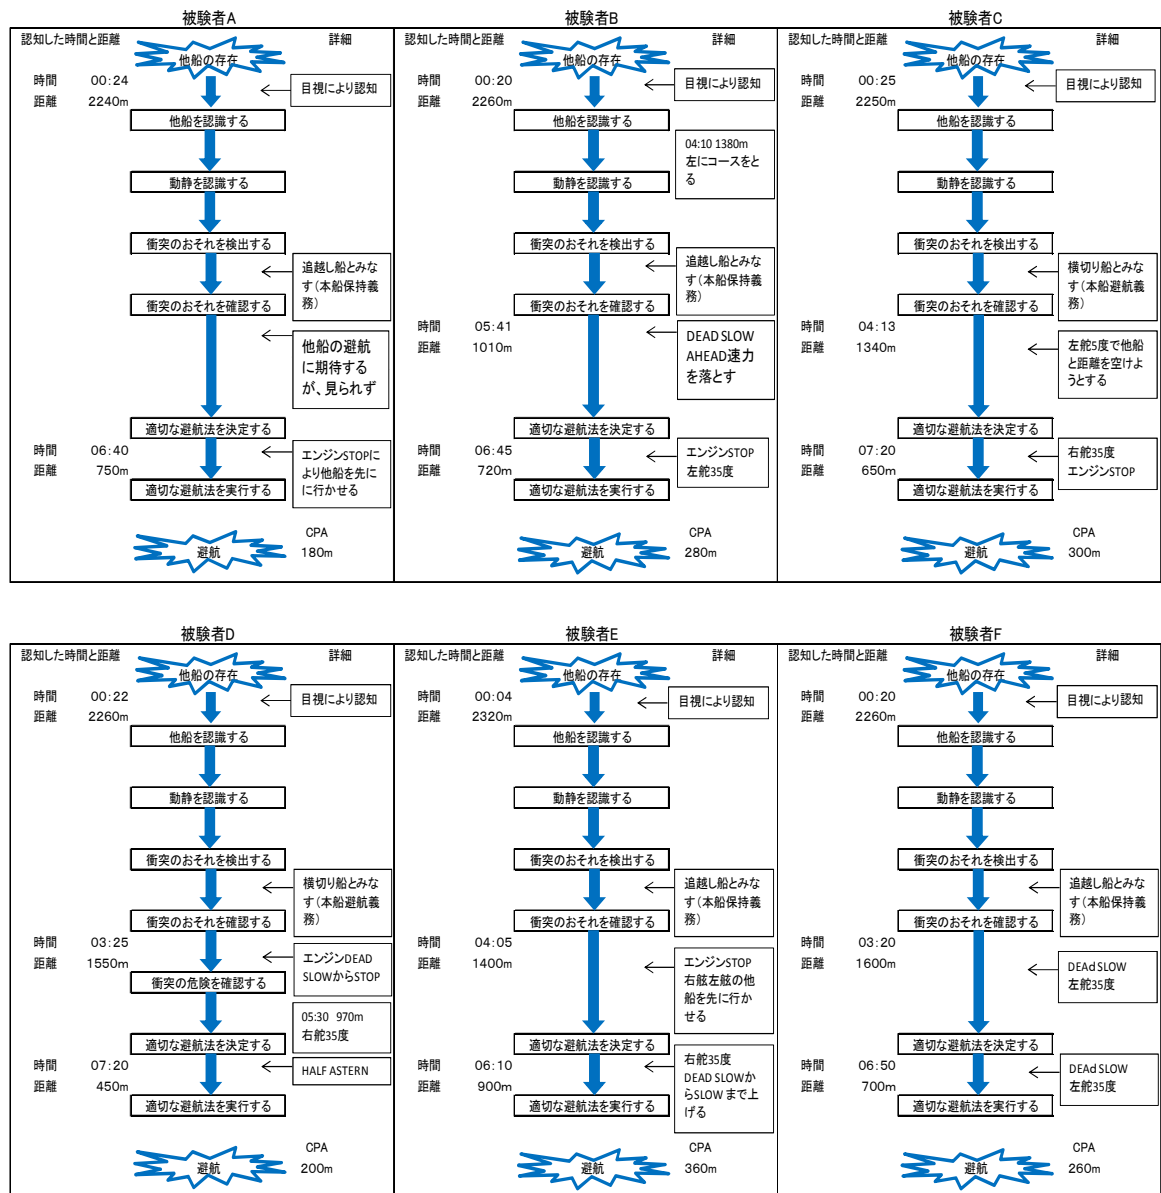 被験者A
認知した時間と距離
他船の存在
詳細
時間 00:24
距離 2240m
目視により認知
他船を認識する
動静を認識する
衝突のおそれを検出する
追越し船とみな
す(本船保持義
務)
衝突のおそれを確認する
他船の避航
に期待する
が、見られず
適切な避航法を決定する
時間 06:40
距離 750m
エンジンSTOPに
より他船を先に
に行かせる
適切な避航法を実行する
避航
CPA
180m
被験者B
認知した時間と距離
他船の存在
詳細
時間 00:20
距離 2260m
目視により認知
他船を認識する
04:10 1380m
左にコースをと
る
動静を認識する
衝突のおそれを検出する
追越し船とみな
す(本船保持義
務)
衝突のおそれを確認する
時間 05:41
距離 1010m
DEAD SLOW
AHEAD速力
を落とす
適切な避航法を決定する
時間 06:45
距離 720m
エンジンSTOP
左舵35度
適切な避航法を実行する
避航
CPA
280m
被験者C
認知した時間と距離
他船の存在
詳細
時間 00:25
距離 2250m
目視により認知
他船を認識する
動静を認識する
衝突のおそれを検出する
横切り船とみな
す(本船避航義
務)
衝突のおそれを確認する
時間 04:13
距離 1340m
左舵5度で他船
と距離を空けよ
うとする
適切な避航法を決定する
時間 07:20
距離 650m
右舵35度
エンジンSTOP
適切な避航法を実行する
避航
CPA
300m
被験者D
認知した時間と距離
他船の存在
詳細
時間 00:22
距離 2260m
目視により認知
他船を認識する
動静を認識する
衝突のおそれを検出する
横切り船とみな
す(本船避航義
務)
衝突のおそれを確認する
時間 03:25
距離 1550m
エンジンDEAD
SLOWからSTOP
衝突の危険を確認する
05:30 970m
右舵35度
適切な避航法を決定する
時間 07:20
距離 450m
HALF ASTERN
適切な避航法を実行する
避航
CPA
200m
被験者E
認知した時間と距離
他船の存在
詳細
時間 00:04
距離 2320m
目視により認知
他船を認識する
動静を認識する
衝突のおそれを検出する
追越し船とみな
す(本船保持義
務)
衝突のおそれを確認する
時間 04:05
距離 1400m
エンジンSTOP
右舷左舷の他
船を先に行か
せる
適切な避航法を決定する
時間 06:10
距離 900m
右舵35度
DEAD SLOWか
らSLOWまで上
げる
適切な避航法を実行する
避航
CPA
360m
被験者F
認知した時間と距離
他船の存在
詳細
時間 00:20
距離 2260m
目視により認知
他船を認識する
動静を認識する
衝突のおそれを検出する
追越し船とみな
す(本船保持義
務)
衝突のおそれを確認する
時間 03:20
距離 1600m
DEAd SLOW
左舵35度
適切な避航法を決定する
時間 06:50
距離 700m
DEAd SLOW
左舵35度
適切な避航法を実行する
避航
CPA
260m